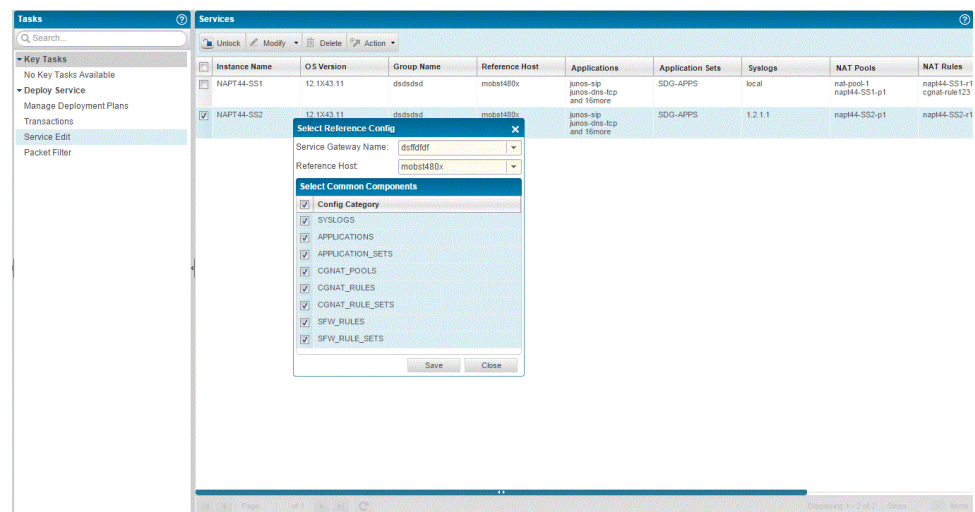 Tasks
Search...
Key Tasks
No Key Tasks Available
Deploy Service
Manage Deployment Plans
Transactions
Service Edit
Packet Filter
Services
Unlock Modify Delete Action
Instance Name OS Version Group Name Reference Host Applications Application Sets Syslogs NAT Pools NAT Rules
NAPT44-SS1 12.1X43.11 dsdsdsd mobst480x junos-sip SDG-APPS local nat-pool-1 napt44-SS1-r1
junos-dns-tcp napt44-SS1-p1 cgnat-rule123
and 16more
NAPT44-SS2 12.1X43.11 dsdsdsd mobst480x junos-sip SDG-APPS 1.2.1.1 napt44-SS2-p1 napt44-SS2-r1
junos-dns-tcp
and 16more
Select Reference Config
Service Gateway Name: dsffdfdf
Reference Host: mobst480x
Select Common Components
Config Category
SYSLOGS
APPLICATIONS
APPLICATION_SETS
CGNAT_POOLS
CGNAT_RULES
CGNAT_RULE_SETS
SFW_RULES
SFW_RULE_SETS
Save Close
Page of 1 Displaying 1 - 2 of 2 Show Items